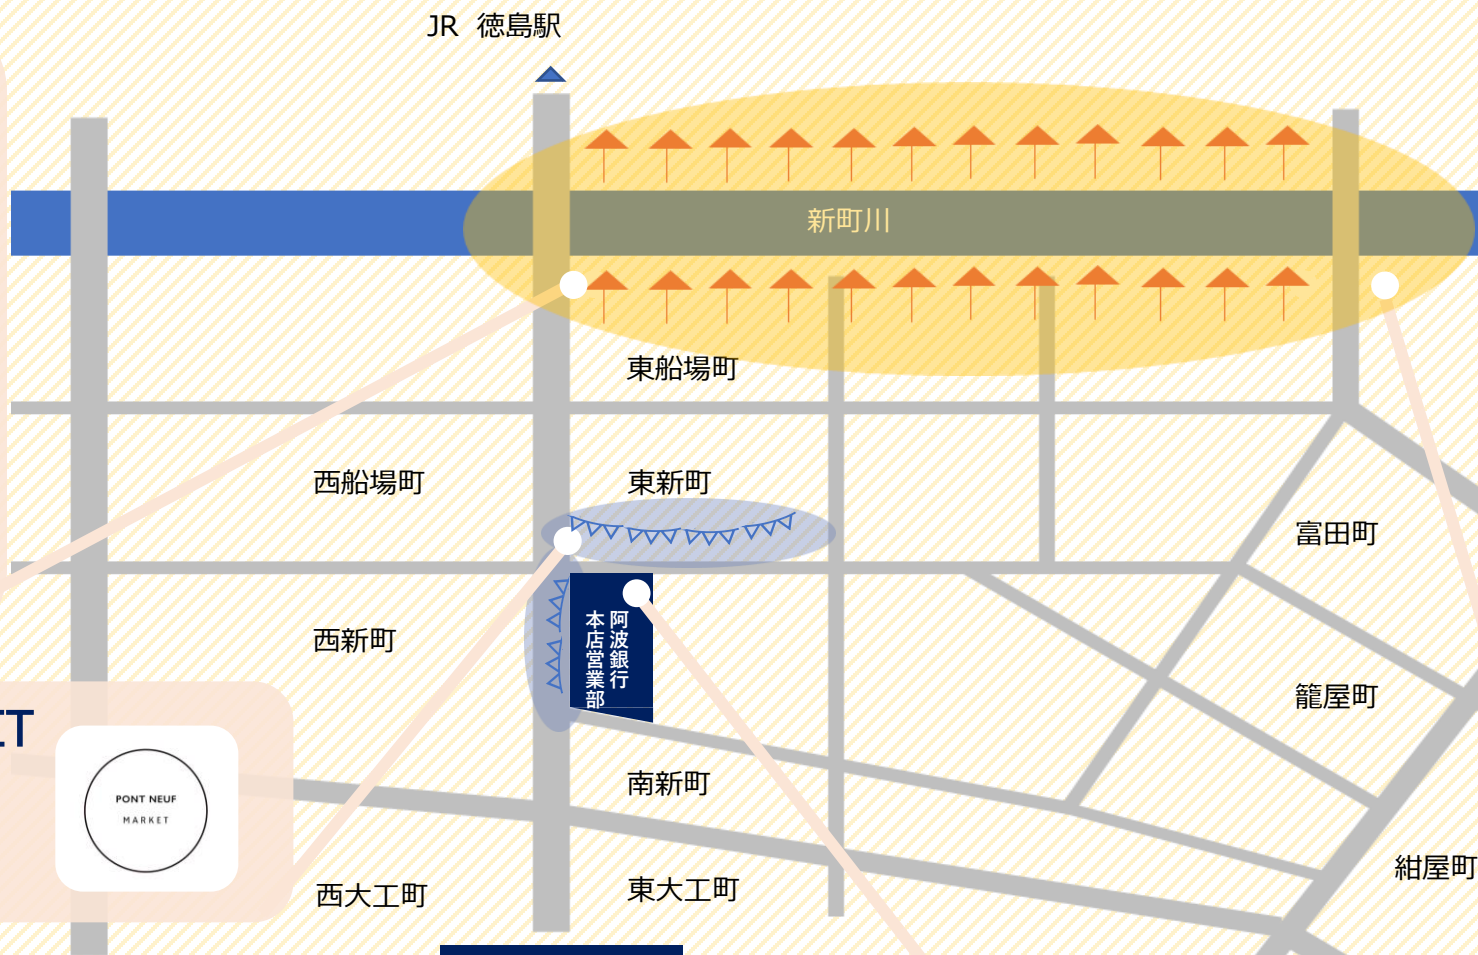 JR 徳島駅
新町川
東船場町
西船場町
東新町
富田町
阿波銀行
本店営業部
西新町
籠屋町
PONT NEUF
MARKET
南新町
紺屋町
西大工町
東大工町